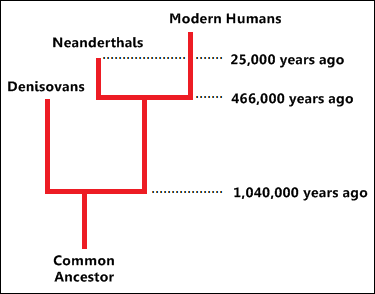 Modern Humans
Neanderthals
25,000 years ago
Denisovans
466,000 years ago
1,040,000 years ago
Common
Ancestor